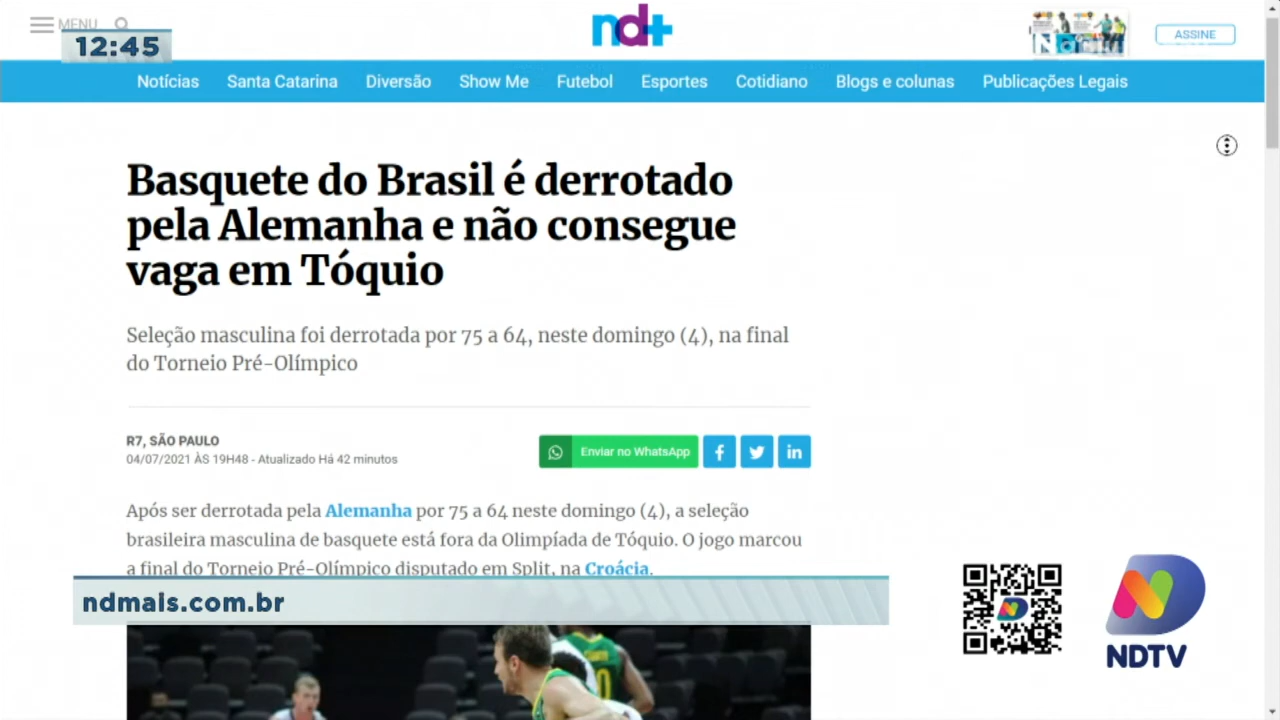 MENU
12:45
nd+
ASSINE
Notícias Santa Catarina Diversão Show Me Futebol Esportes Cotidiano Blogs e colunas Publicações Legais
Basquete do Brasil é derrotado
pela Alemanha e não consegue
vaga em Tóquio
Seleção masculina foi derrotada por 75 a 64, neste domingo (4), na final
do Torneio Pré-Olímpico
R7, SÃO PAULO
04/07/2021 ÀS 19H48 - Atualizado Há 42 minutos
Enviar no WhatsApp
Após ser derrotada pela Alemanha por 75 a 64 neste domingo (4), a seleção
brasileira masculina de basquete está fora da Olimpíada de Tóquio. O jogo marcou
a final do Torneio Pré-Olímpico disputado em Split, na Croácia.
ndmais.com.br
NDTV